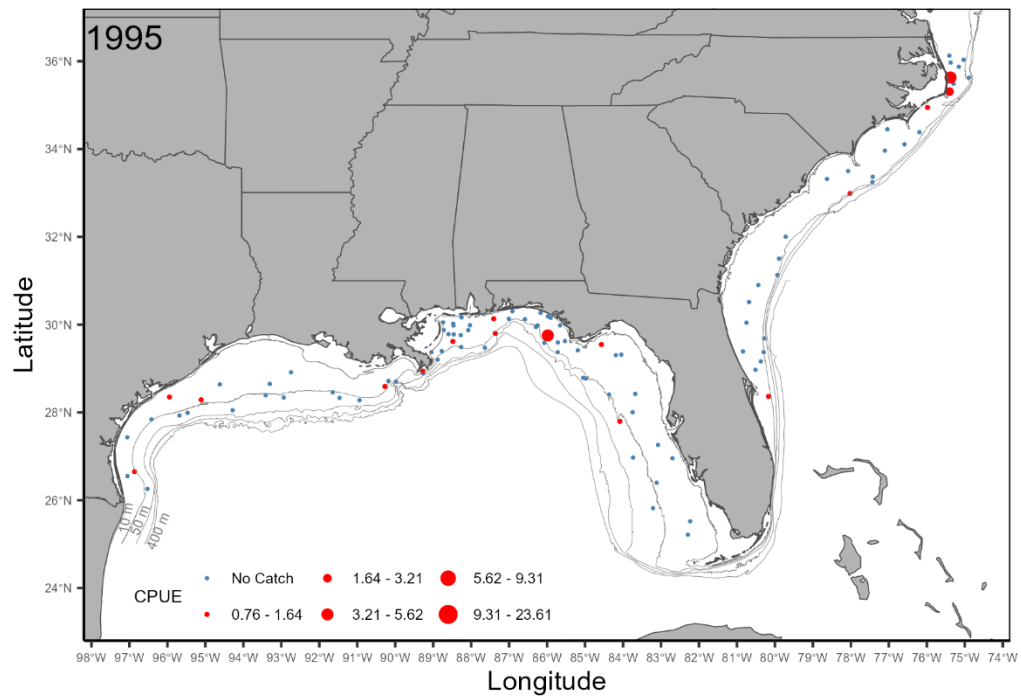 1995
36°N
34°N
32°N
30°N
28°N
26°N
24°N
Latitude
10 m
50 m
400 m
CPUE
No Catch
1.64 - 3.21
5.62 - 9.31
0.76 - 1.64
3.21 - 5.62
9.31 - 23.61
98°W 97°W 96°W 95°W 94°W 93°W 92°W 91°W 90°W 89°W 88°W 87°W 86°W 85°W 84°W 83°W 82°W 81°W 80°W 79°W 78°W 77°W 76°W 75°W 74°W
Longitude